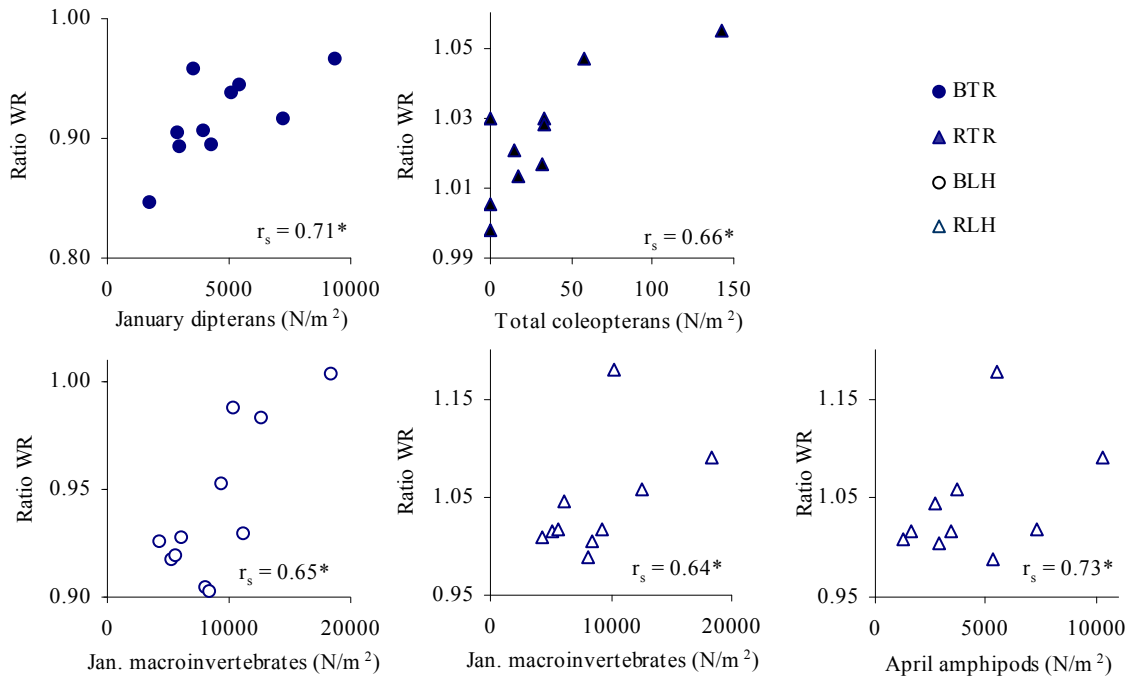 1.00
0.90
0.80
Ratio WR
r_s = 0.71*
0
5000
10000
January dipterans (N/m²)
1.05
1.03
1.01
0.99
Ratio WR
r_s = 0.66*
0
50
100
150
Total coleopterans (N/m²)
BTR
RTR
BLH
RLH
1.00
0.95
0.90
Ratio WR
r_s = 0.65*
0
10000
20000
Jan. macroinvertebrates (N/m²)
1.15
1.05
0.95
Ratio WR
r_s = 0.64*
0
10000
20000
Jan. macroinvertebrates (N/m²)
1.15
1.05
0.95
Ratio WR
r_s = 0.73*
0
5000
10000
April amphipods (N/m²)